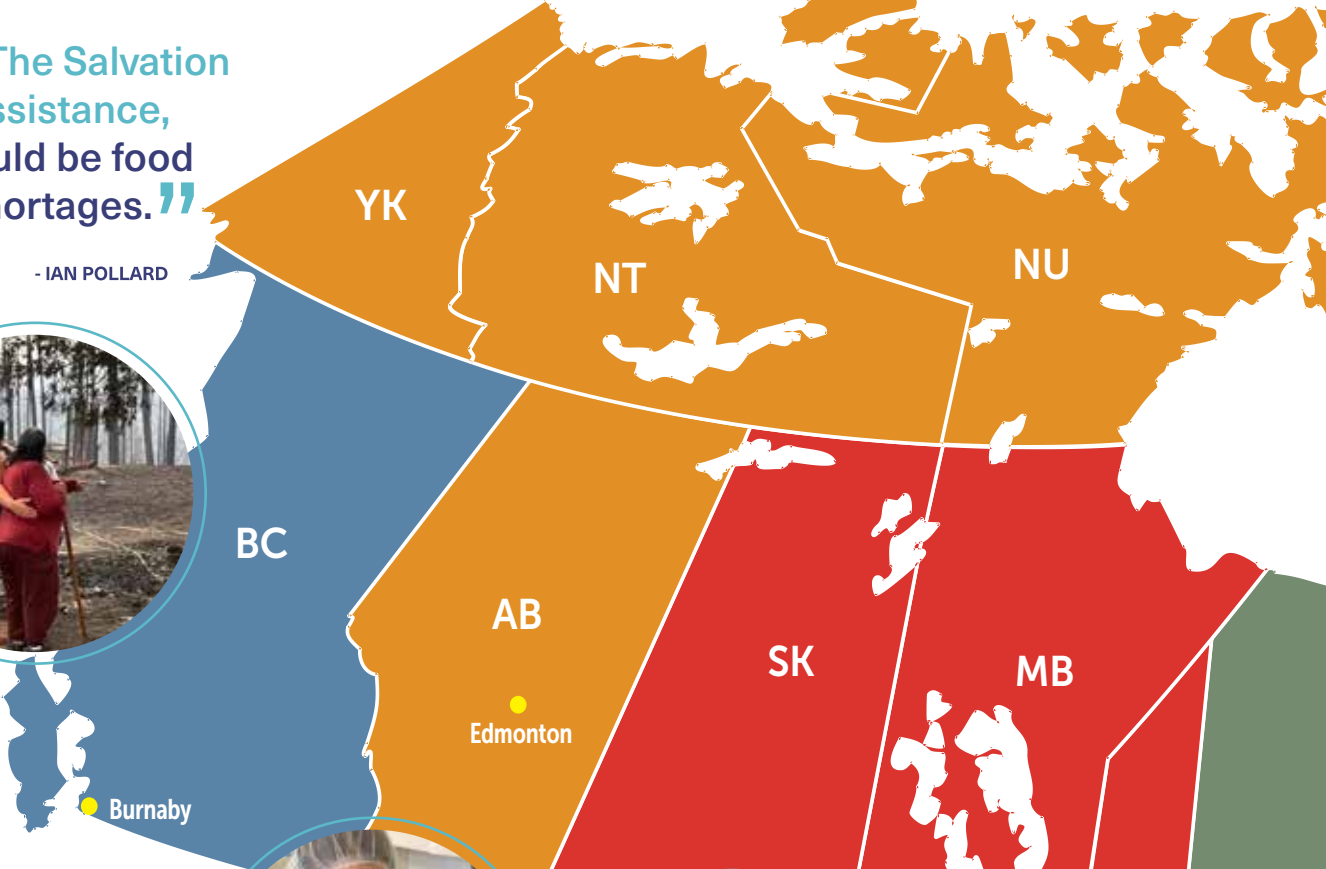 The Salvation
ssistance,
uld be food
ortages.”
- IAN POLLARD
YK
NT
NU
BC
AB
SK
MB
Edmonton
Burnaby